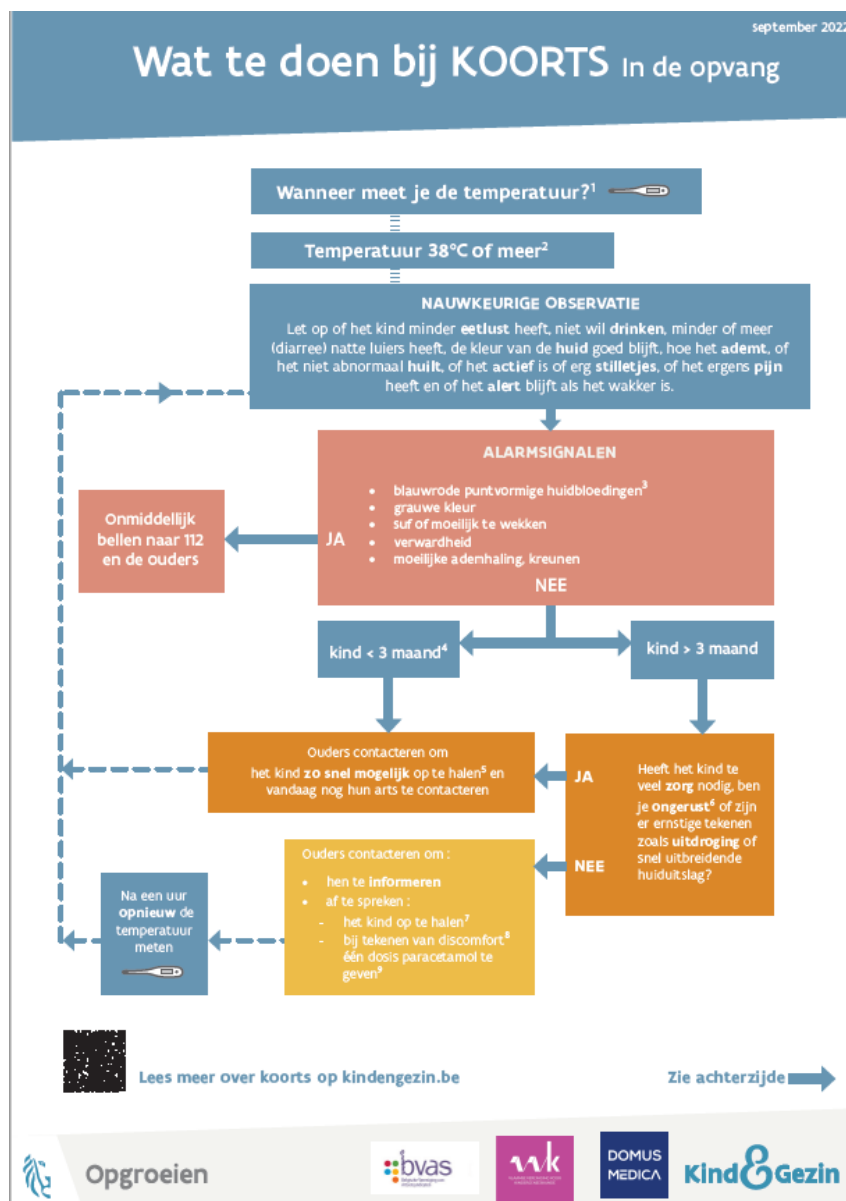 september 2022
Wat te doen bij KOORTS In de opvang
Wanneer meet je de temperatuur?¹
Temperatuur 38°C of meer²
NAUWKEURIGE OBSERVATIE
Let op of het kind minder eetlust heeft, niet wil drinken, minder of meer
(diarree) natte luiers heeft, de kleur van de huid goed blijft, hoe het ademt, of
het niet abnormaal huilt, of het actief is of erg stilletjes, of het ergens pijn
heeft en of het alert blijft als het wakker is.
ALARMSIGNALEN
• blauwrode puntvormige huidbloedingen³
• grauwe kleur
• suf of moeilijk te wekken
• verwardheid
• moeilijke ademhaling, kreunen
JA
NEE
Onmiddellijk
bellen naar 112
en de ouders
kind < 3 maand⁴
kind > 3 maand
Ouders contacteren om
het kind zo snel mogelijk op te halen⁵ en
vandaag nog hun arts te contacteren
JA
NEE
Heeft het kind te
veel zorg nodig, ben
je ongerust⁶ of zijn
er ernstige tekenen
zoals uitdroging of
snel uitbreidende
huiduitslag?
Ouders contacteren om :
• hen te informeren
• af te spreken :
- het kind op te halen⁷
- bij tekenen van discomfort⁸
één dosis paracetamol te
geven⁹
Na een uur
opnieuw de
temperatuur
meten
Lees meer over koorts op kindengezin.be
Zie achterzijde
Opgroeien
bvas
vvk
DOMUS
MEDICA
Kind & Gezin